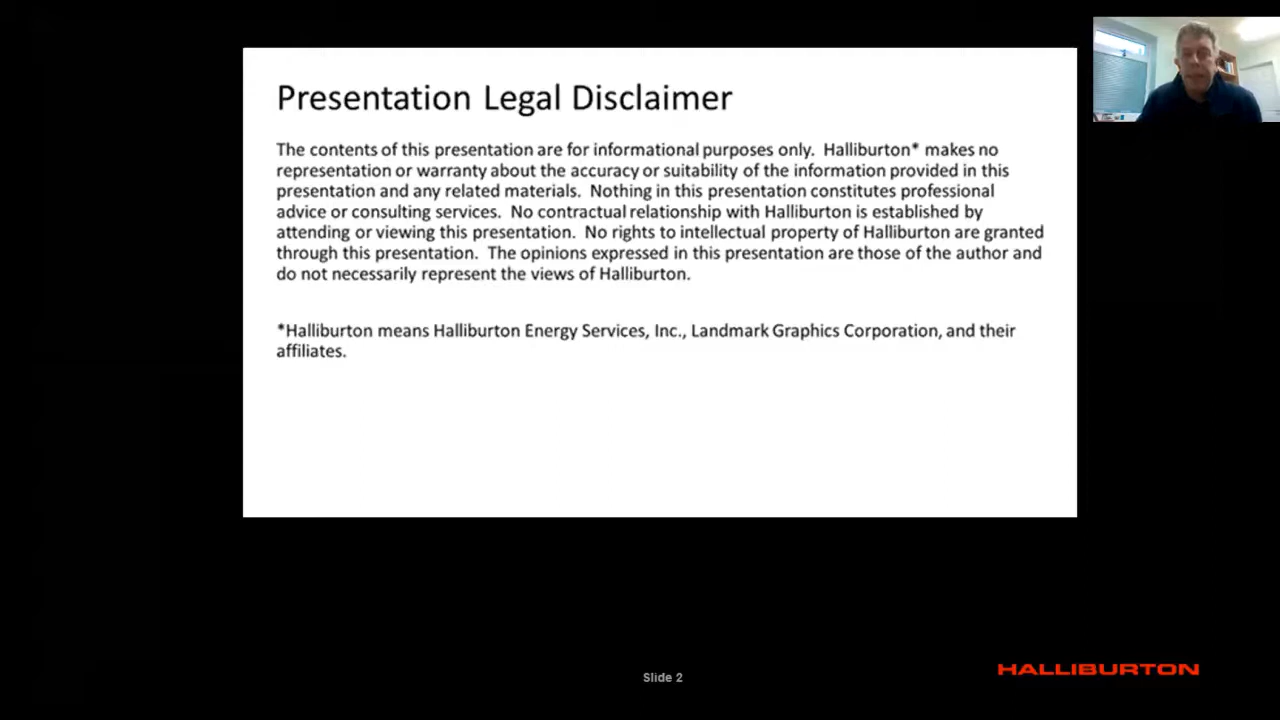 Presentation Legal Disclaimer
The contents of this presentation are for informational purposes only.  Halliburton* makes no
representation or warranty about the accuracy or suitability of the information provided in this
presentation and any related materials.  Nothing in this presentation constitutes professional
advice or consulting services.  No contractual relationship with Halliburton is established by
attending or viewing this presentation.  No rights to intellectual property of Halliburton are granted
through this presentation.  The opinions expressed in this presentation are those of the author and
do not necessarily represent the views of Halliburton.
*Halliburton means Halliburton Energy Services, Inc., Landmark Graphics Corporation, and their
affiliates.
Slide 2
HALLIBURTON